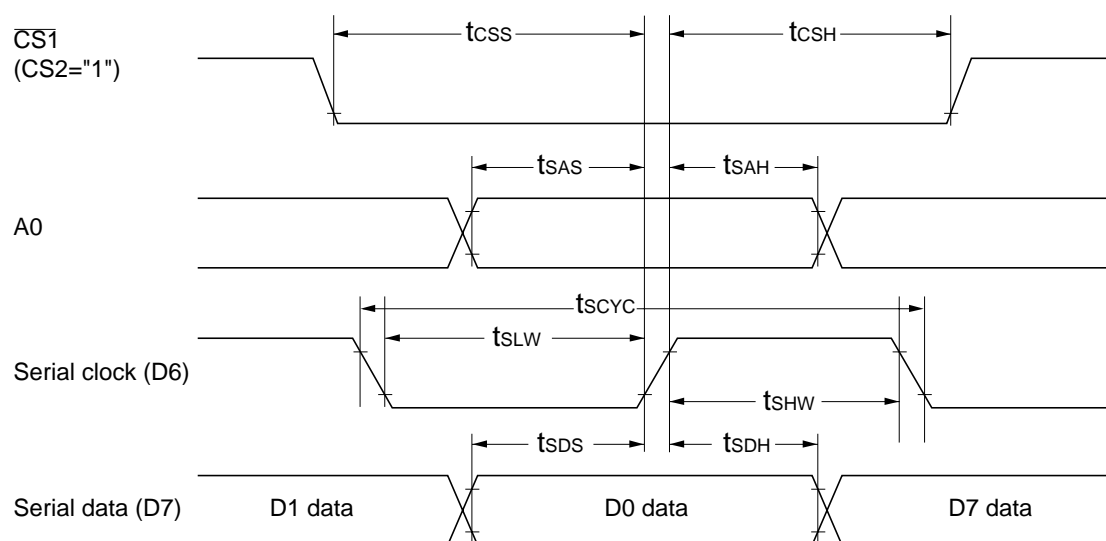 CS1
(CS2="1")
tCSS
tCSH
tSAS
tSAH
A0
tSCYC
tSLW
Serial clock (D6)
tSHW
tSDS
tSDH
Serial data (D7)
D1 data
D0 data
D7 data